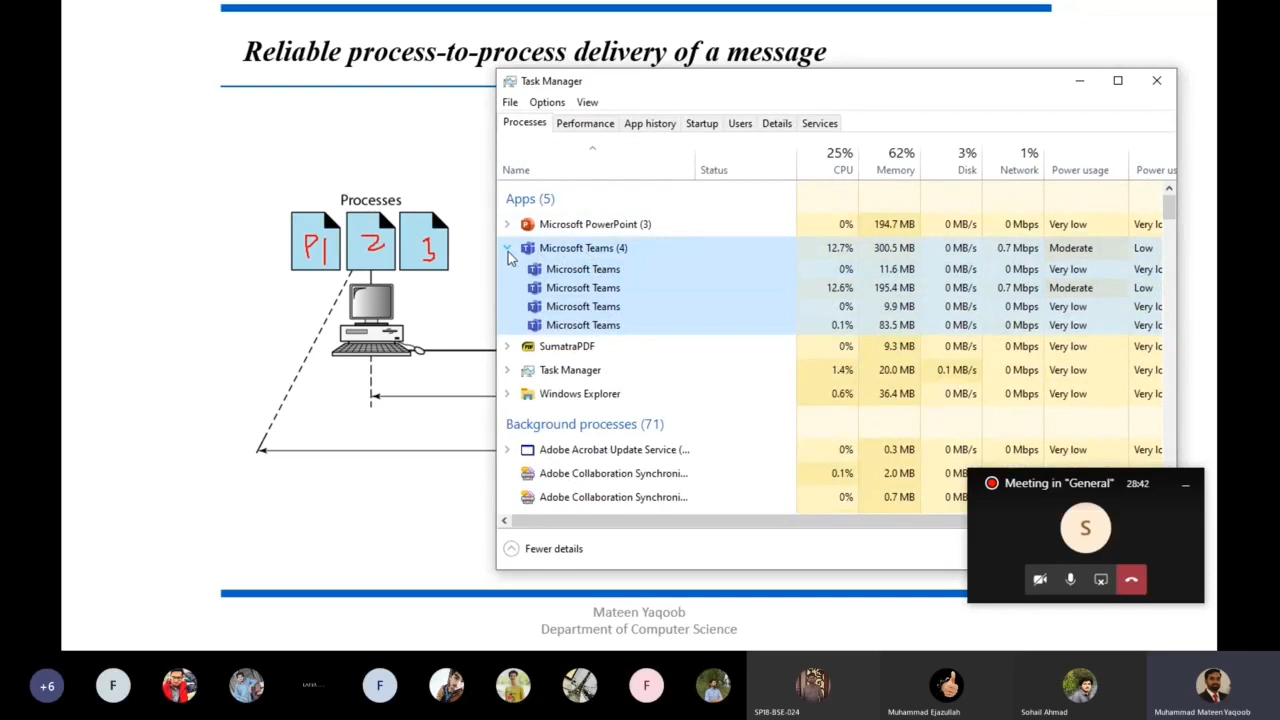 Reliable process-to-process delivery of a message
Processes
P1
2
3
Task Manager
File Options View
Processes Performance App history Startup Users Details Services
25% 62% 3% 1%
Name Status CPU Memory Disk Network Power usage Power us
Apps (5)
Microsoft PowerPoint (3) 0% 194.7 MB 0 MB/s 0 Mbps Very low Very lc
Microsoft Teams (4) 12.7% 300.5 MB 0 MB/s 0.7 Mbps Moderate Low
Microsoft Teams 0% 11.6 MB 0 MB/s 0 Mbps Very low Very lc
Microsoft Teams 12.6% 195.4 MB 0 MB/s 0.7 Mbps Moderate Low
Microsoft Teams 0% 9.9 MB 0 MB/s 0 Mbps Very low Very lc
Microsoft Teams 0.1% 83.5 MB 0 MB/s 0 Mbps Very low Very lc
SumatraPDF 0% 9.3 MB 0 MB/s 0 Mbps Very low Very lc
Task Manager 1.4% 20.0 MB 0.1 MB/s 0 Mbps Very low Very lc
Windows Explorer 0.6% 36.4 MB 0 MB/s 0 Mbps Very low Very lc
Background processes (71)
Adobe Acrobat Update Service (... 0% 0.3 MB 0 MB/s 0 Mbps Very low Very lc
Adobe Collaboration Synchroni... 0.1% 2.0 MB 0 MB/s
Adobe Collaboration Synchroni... 0% 0.7 MB 0 MB/s
Fewer details
Meeting in "General" 28:42
S
Mateen Yaqoob
Department of Computer Science
+6 F F F
SP18-BSE-024 Muhammad Ejazullah Sohail Ahmad Muhammad Mateen Yaqoob